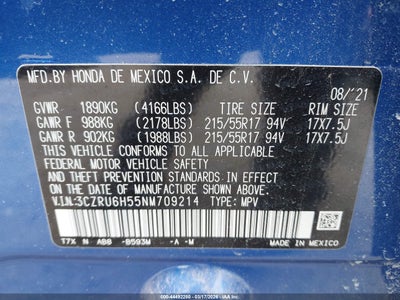 MFD. BY HONDA DE MEXICO S.A. DE C.V. 08/'21
GVWR 1890KG (4166LBS) TIRE SIZE RIM SIZE
GAWR F 988KG (2178LBS) 215/55R17 94V 17X7.5J
GAWR R 902KG (1988LBS) 215/55R17 94V 17X7.5J
THIS VEHICLE CONFORMS TO ALL APPLICABLE
FEDERAL MOTOR VEHICLE SAFETY AND THEFT
PREVENTION STANDARDS IN EFFECT ON THE DATE OF
MANUFACTURE SHOWN ABOVE.
V.I.N:3CZRU6H55NM709214 TYPE: MPV
T7X N AB0 -B593M -A -M MADE IN MEXICO